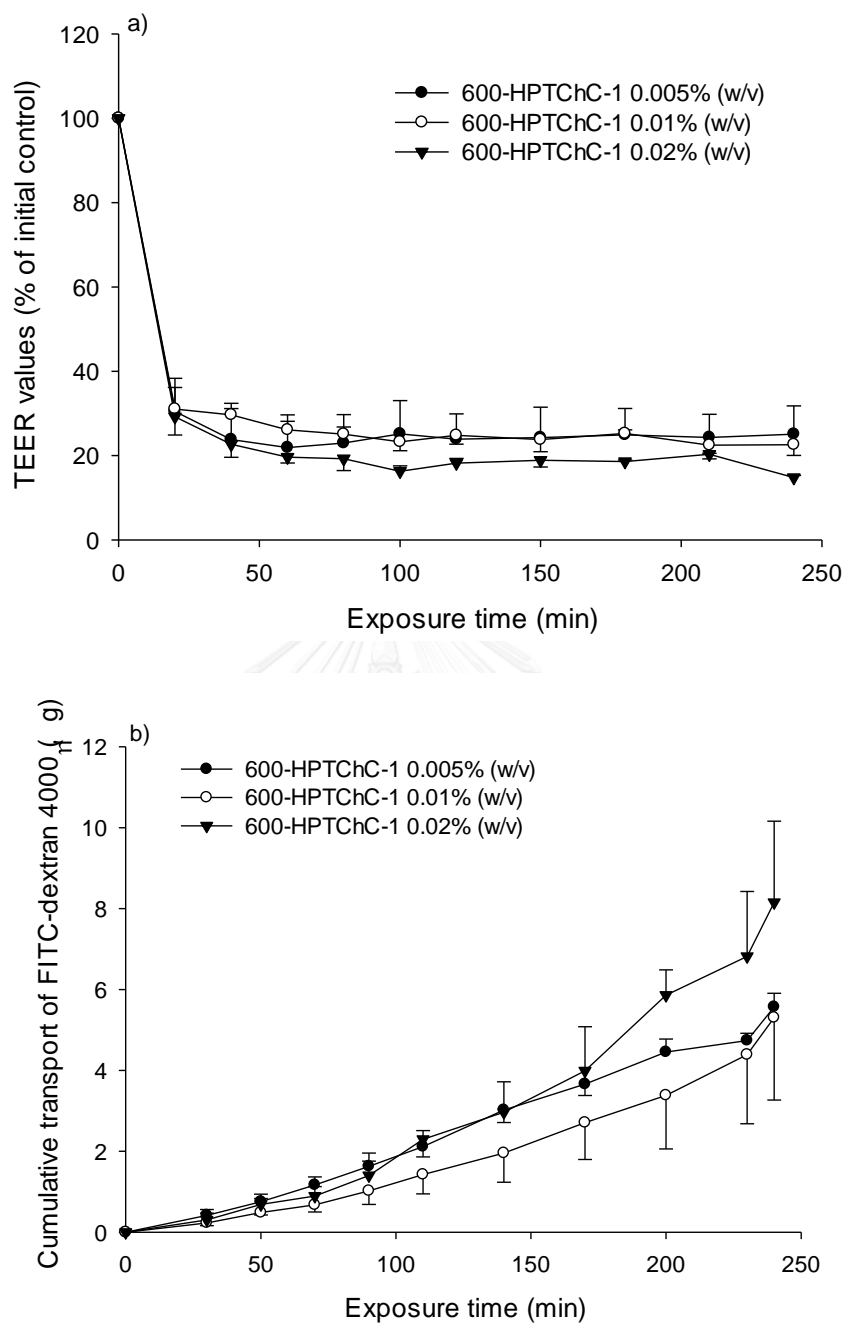 a)
120
100
80
60
40
20
0
TEER values (% of initial control)
600-HPTChC-1 0.005% (w/v)
600-HPTChC-1 0.01% (w/v)
600-HPTChC-1 0.02% (w/v)
0 50 100 150 200 250
Exposure time (min)
b)
12
10
8
6
4
2
0
Cumulative transport of FITC-dextran 4000 ( g)
600-HPTChC-1 0.005% (w/v)
600-HPTChC-1 0.01% (w/v)
600-HPTChC-1 0.02% (w/v)
0 50 100 150 200 250
Exposure time (min)